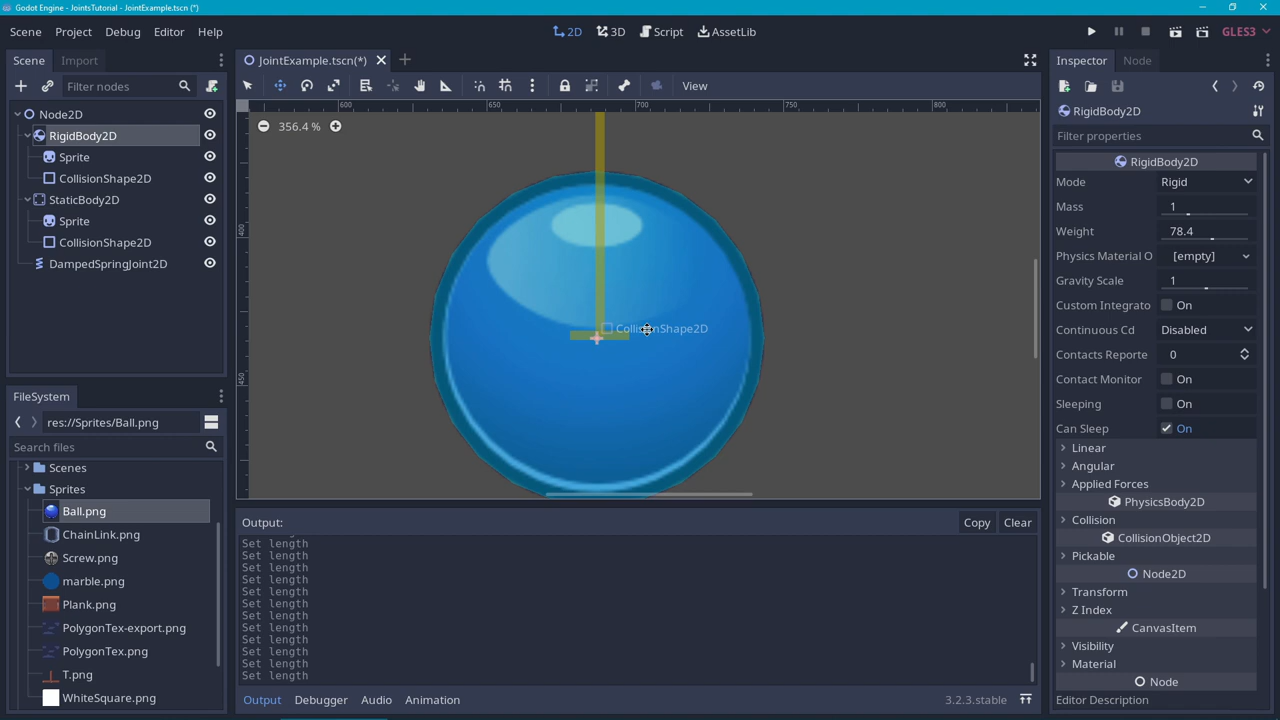 Godot Engine - JointsTutorial - JointExample.tscn (*)
Scene Project Debug Editor Help
2D 3D Script AssetLib
GLES3
Scene Import
Filter nodes
Node2D
RigidBody2D
Sprite
CollisionShape2D
StaticBody2D
Sprite
CollisionShape2D
DampedSpringJoint2D
FileSystem
res://Sprites/Ball.png
Search files
Scenes
Sprites
Ball.png
ChainLink.png
Screw.png
marble.png
Plank.png
PolygonTex-export.png
PolygonTex.png
T.png
WhiteSquare.png
JointExample.tscn(*)
View
600 650 700 750 800
356.4 %
400
450
CollisionShape2D
Output:
Copy Clear
Set length
Set length
Set length
Set length
Set length
Set length
Set length
Set length
Set length
Set length
Set length
Set length
Output Debugger Audio Animation
3.2.3.stable
Inspector Node
RigidBody2D
Filter properties
RigidBody2D
Mode Rigid
Mass 1
Weight 78.4
Physics Material O [empty]
Gravity Scale 1
Custom Integrato On
Continuous Cd Disabled
Contacts Reporte 0
Contact Monitor On
Sleeping On
Can Sleep On
Linear
Angular
Applied Forces
PhysicsBody2D
Collision
CollisionObject2D
Pickable
Node2D
Transform
Z Index
CanvasItem
Visibility
Material
Node
Editor Description